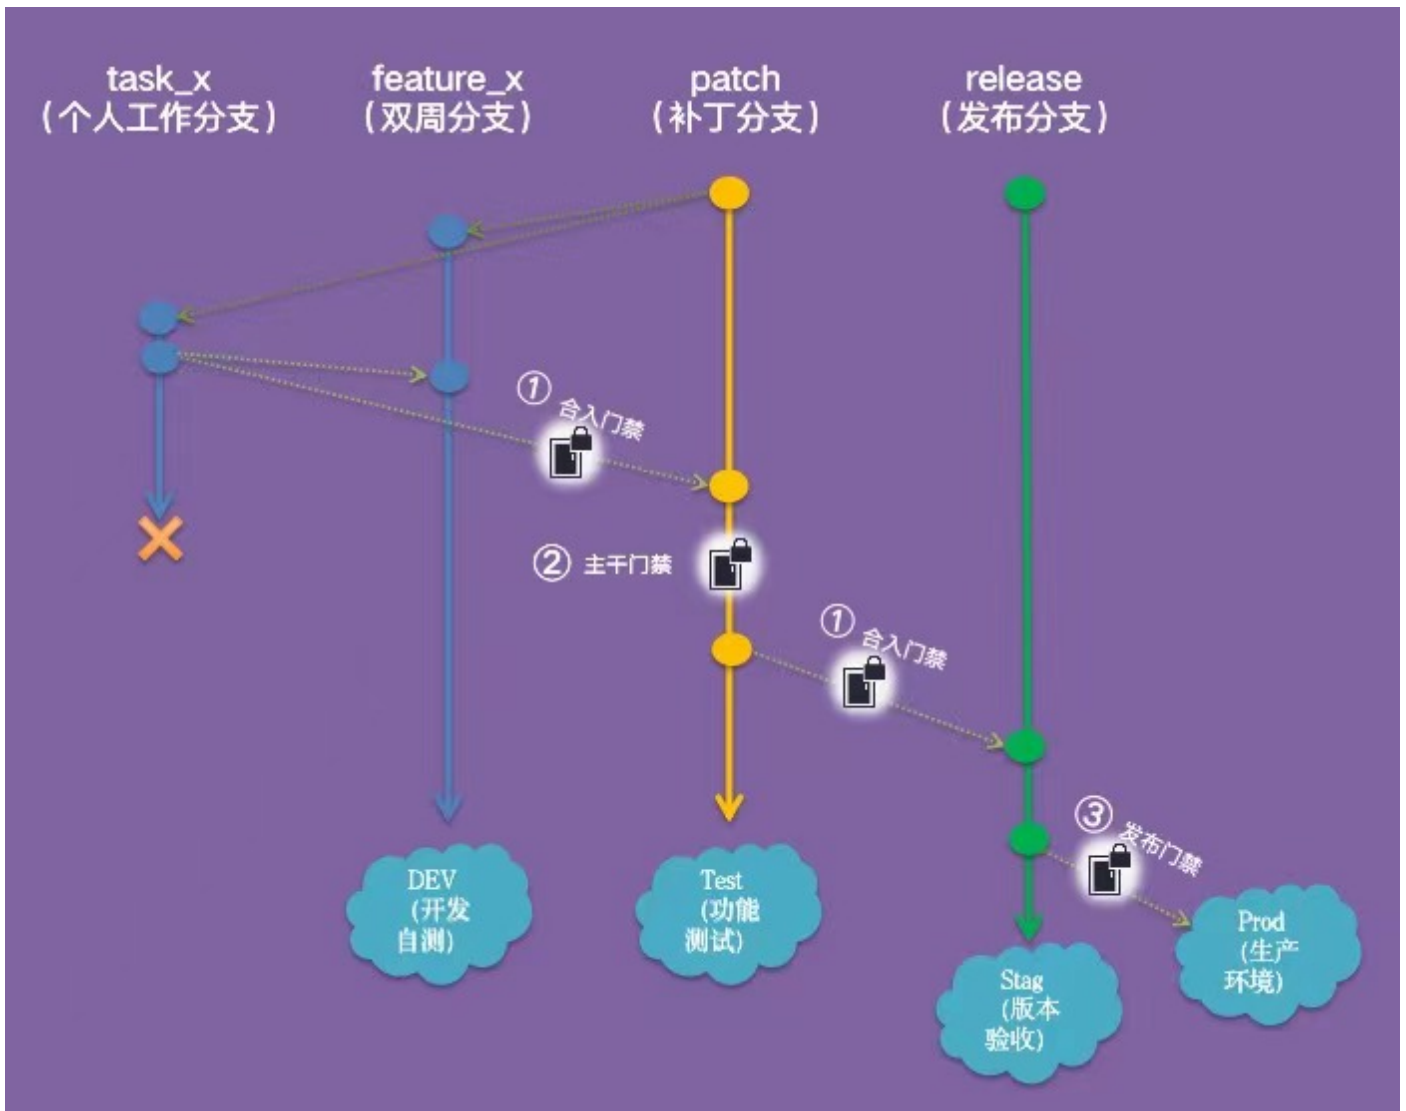 task_x
(个人工作分支)
feature_x
(双周分支)
patch
(补丁分支)
release
(发布分支)
①
合入门禁
② 主干门禁
①
合入门禁
③
发布门禁
DEV
(开发
自测)
Test
(功能
测试)
Prod
(生产
环境)
Stag
(版本
验收)